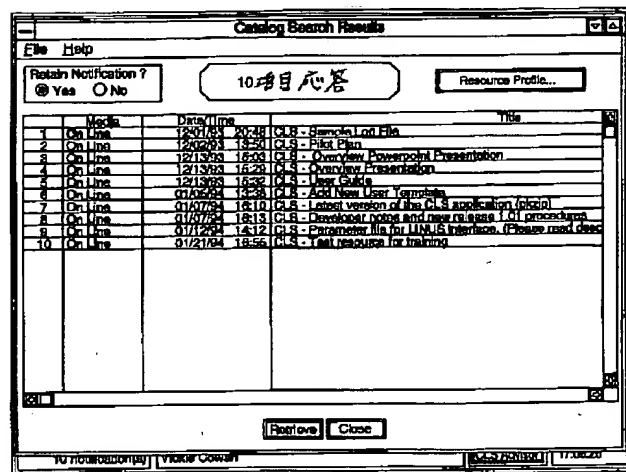 Catalog Search Results
File Help
Retain Notification ?
Yes No
10項目応答
Resource Profile...
Media Date/Time Title
1 On Line 12/01/93 20:48 CLS - Sample Log File
2 On Line 12/02/93 13:50 CLS - Pilot Plan
3 On Line 12/13/93 15:03 CLS - Overview Powerpoint Presentation
4 On Line 12/13/93 15:29 CLS - Overview Presentation
5 On Line 12/13/93 15:32 CLS - User Guide
6 On Line 01/05/94 CLS - Add New User Template
7 On Line 01/07/94 16:10 CLS - Latest version of the CLS application (pkzip)
8 On Line 01/07/94 16:13 CLS - Developer notes and new release 1.01 procedures
9 On Line 01/12/94 14:12 CLS - Parameter file for LINUS Interface. (Please read desc
10 On Line 01/21/94 16:56 CLS - Test resource for training
Retrieve Close
10 notification(s) Vickie Cowan